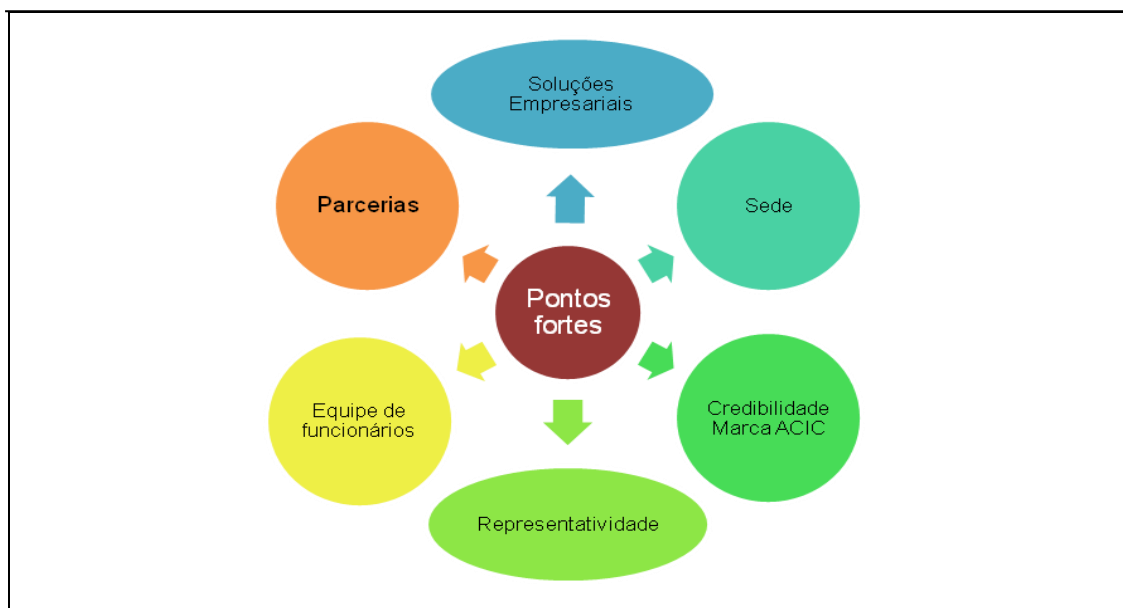 Soluções
Empresariais
Parcerias
Sede
Pontos
fortes
Equipe de
funcionários
Credibilidade
Marca ACIC
Representatividade